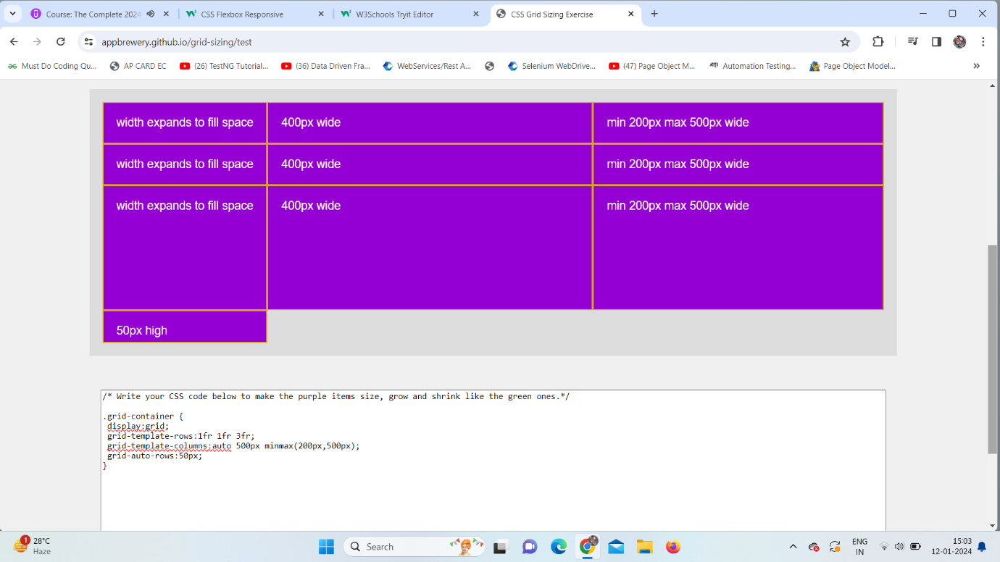 Course: The Complete 2024
CSS Flexbox Responsive
W3Schools Tryit Editor
CSS Grid Sizing Exercise
appbrewery.github.io/grid-sizing/test
Must Do Coding Qu...
AP CARD EC
(26) TestNG Tutorial...
(36) Data Driven Fra...
WebServices/Rest A...
Selenium WebDrive...
(47) Page Object M...
ATI
Automation Testing...
Page Object Model...
»
width expands to fill space 400px wide min 200px max 500px wide
width expands to fill space 400px wide min 200px max 500px wide
width expands to fill space 400px wide min 200px max 500px wide
50px high
/* Write your CSS code below to make the purple items size, grow and shrink like the green ones.*/
.grid-container {
display:grid;
grid-template-rows:1fr 1fr 3fr;
grid-template-columns:auto 500px minmax(200px,500px);
grid-auto-rows:50px;
}
1
28°C
Haze
Search
ENG
IN
15:03
12-01-2024